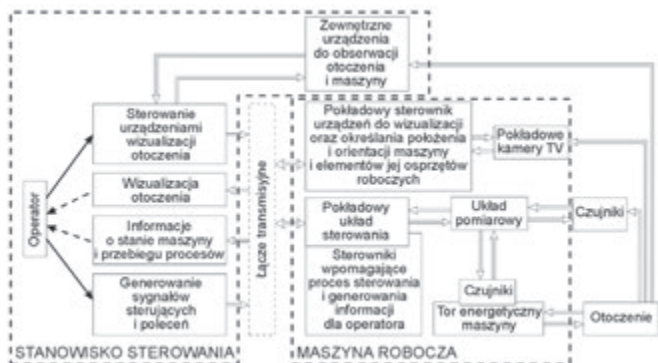 Zewnętrzne
urządzenia
do obserwacji
otoczenia
i maszyny
Sterowanie
urządzeniami
wizualizacji
otoczenia
Wizualizacja
otoczenia
Informacje
o stanie maszyny
i przebiegu procesów
Generowanie
sygnałów
sterujących
i poleceń
Operator
Łącze transmisyjne
Pokładowy sterownik
urządzeń do wizualizacji
oraz określania położenia
i orientacji maszyny
i elementów jej osprzętów
roboczych
Pokładowe
kamery TV
Pokładowy
układ
sterowania
Układ
pomiarowy
Czujniki
Sterowniki
wpomagające
proces sterowania
i generowania
informacji
dla operatora
Czujniki
Tor energetyczny
maszyny
Otoczenie
STANOWISKO STEROWANIA
MASZYNA ROBOCZA